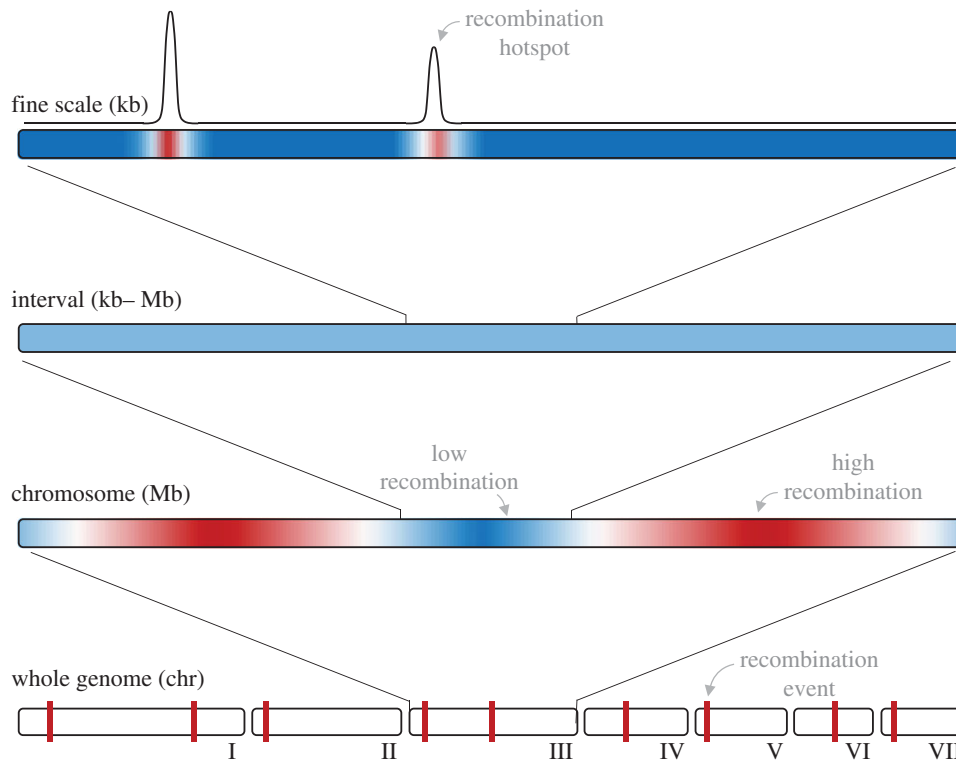 recombination
hotspot
fine scale (kb)
interval (kb– Mb)
low
recombination
high
recombination
chromosome (Mb)
recombination
event
whole genome (chr)
I II III IV V VI VII